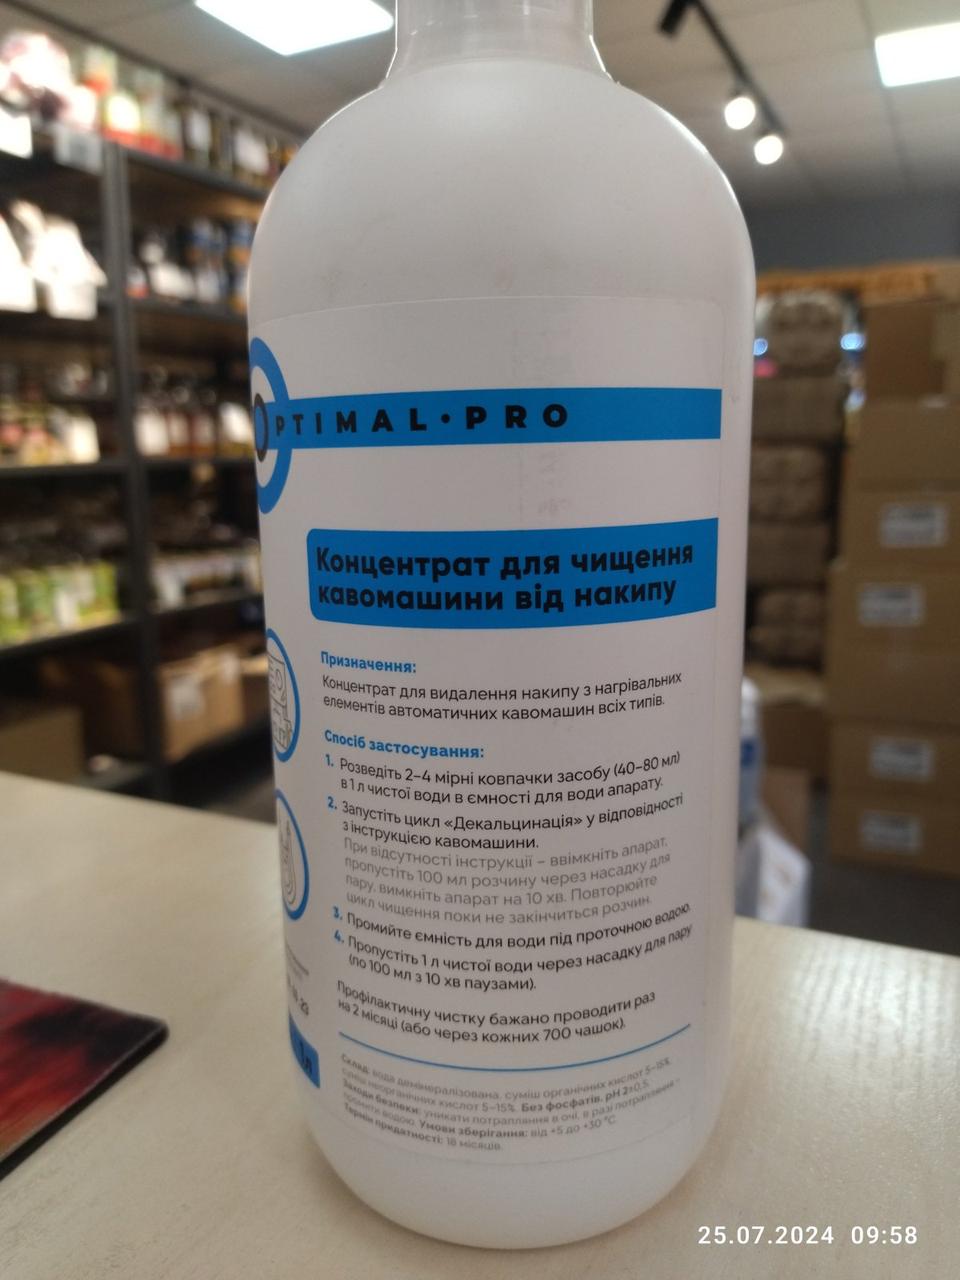 OPTIMAL•PRO
Концентрат для чищення
кавомашини від накипу
Призначення:
Концентрат для видалення накипу з нагрівальних
елементів автоматичних кавомашин всіх типів.
Спосіб застосування:
1. Розведіть 2–4 мірні ковпачки засобу (40–80 мл)
в 1 л чистої води в ємності для води апарату.
2. Запустіть цикл «Декальцинація» у відповідності
з інструкцією кавомашини.
При відсутності інструкції – ввімкніть апарат,
пропустіть 100 мл розчину через насадку для
пару, вимкніть апарат на 10 хв. Повторюйте
цикл чищення поки не закінчиться розчин.
3. Промийте ємність для води під проточною водою.
4. Пропустіть 1 л чистої води через насадку для пару
(по 100 мл з 10 хв паузами).
Профілактичну чистку бажано проводити раз
на 2 місяці (або через кожних 700 чашок).
1л
Склад: вода демінералізована, суміш органічних кислот 5–15%,
суміш неорганічних кислот 5–15%. Без фосфатів. pH 2±0,5.
Заходи безпеки: уникати потрапляння в очі, в разі потрапляння –
промити водою. Умови зберігання: від +5 до +30 °C.
Термін придатності: 18 місяців.
25.07.2024 09:58